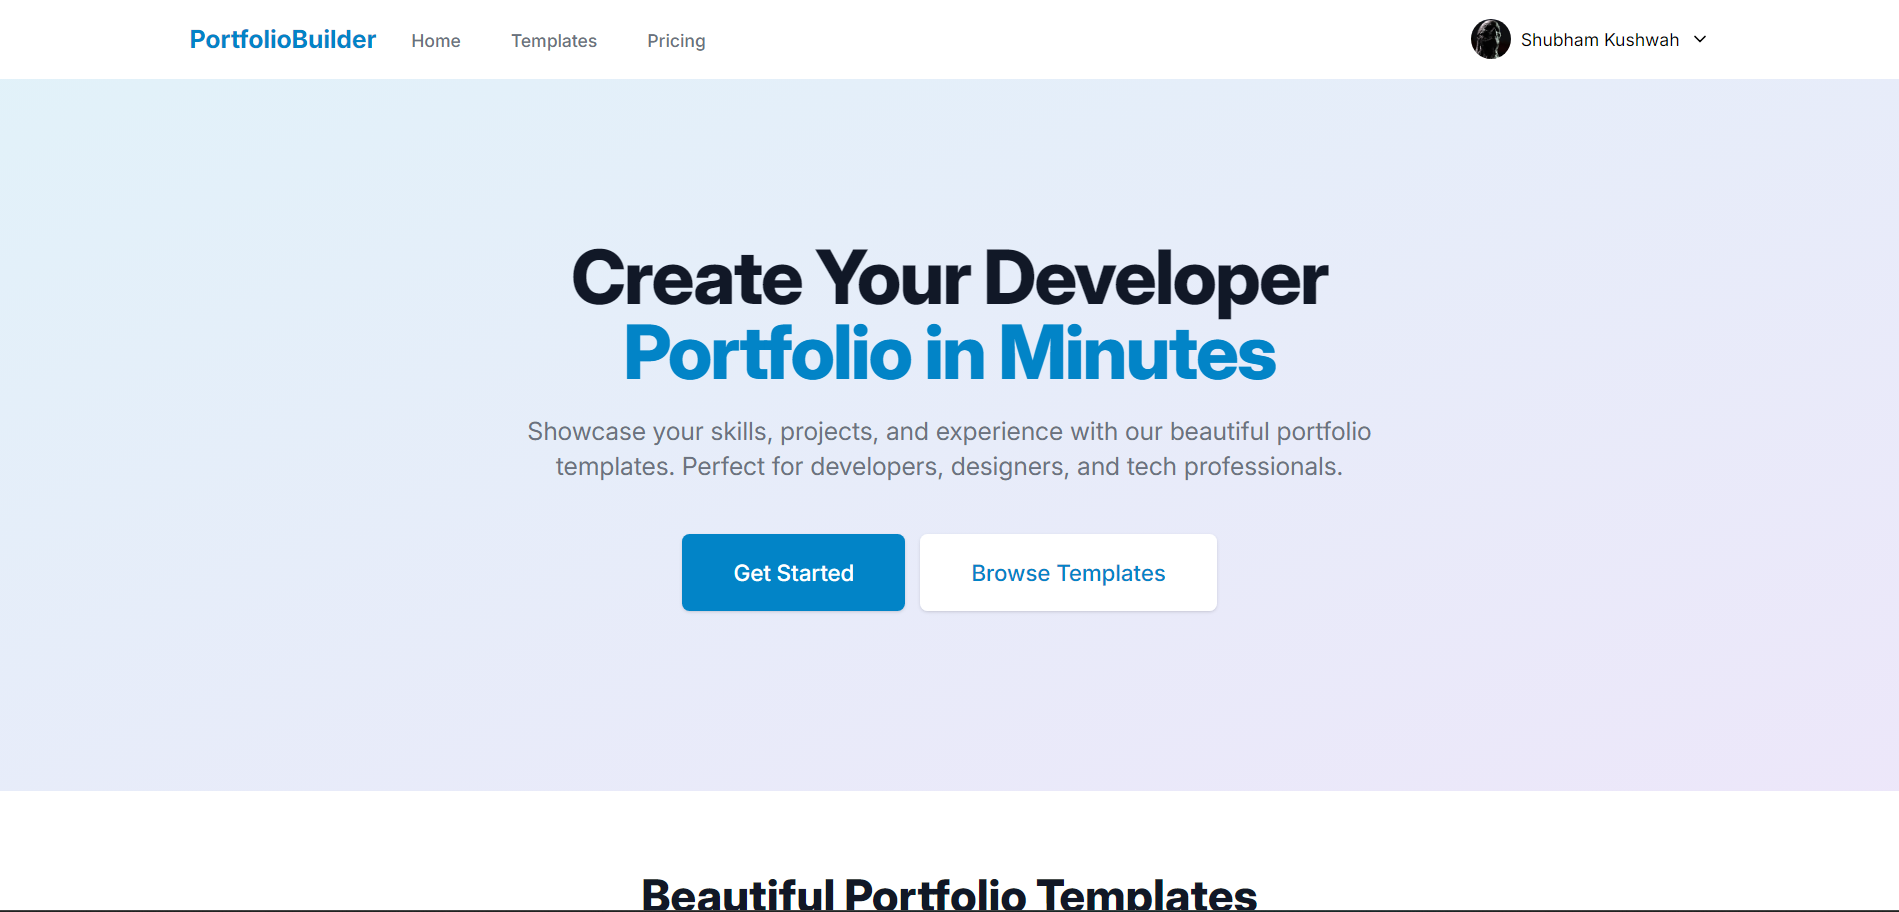 PortfolioBuilder Home Templates Pricing Shubham Kushwah
Create Your Developer
Portfolio in Minutes
Showcase your skills, projects, and experience with our beautiful portfolio
templates. Perfect for developers, designers, and tech professionals.
Get Started Browse Templates
Beautiful Portfolio Templates